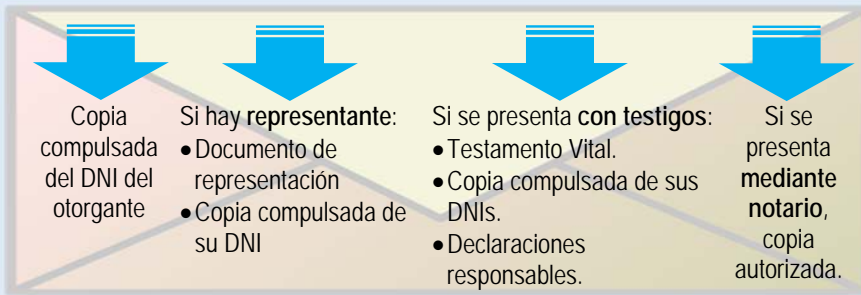 Copia
compulsada
del DNI del
otorgante
Si hay representante:
•Documento de
representación
•Copia compulsada de
su DNI
Si se presenta con testigos:
•Testamento Vital.
•Copia compulsada de sus
DNIs.
•Declaraciones
responsables.
Si se
presenta
mediante
notario,
copia
autorizada.